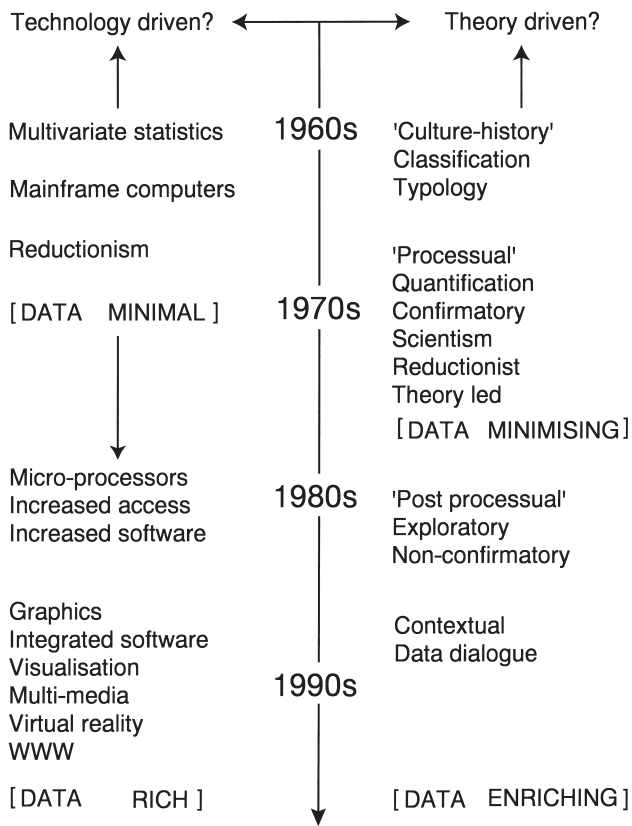 Technology driven?
Theory driven?
Multivariate statistics
1960s
'Culture-history'
Classification
Mainframe computers
Typology
Reductionism
'Processual'
Quantification
[DATA MINIMAL]
1970s
Confirmatory
Scientism
Reductionist
Theory led
[DATA MINIMISING]
Micro-processors
Increased access
Increased software
1980s
'Post processual'
Exploratory
Non-confirmatory
Graphics
Integrated software
Visualisation
Multi-media
Virtual reality
WWW
Contextual
Data dialogue
1990s
[DATA RICH]
[DATA ENRICHING]